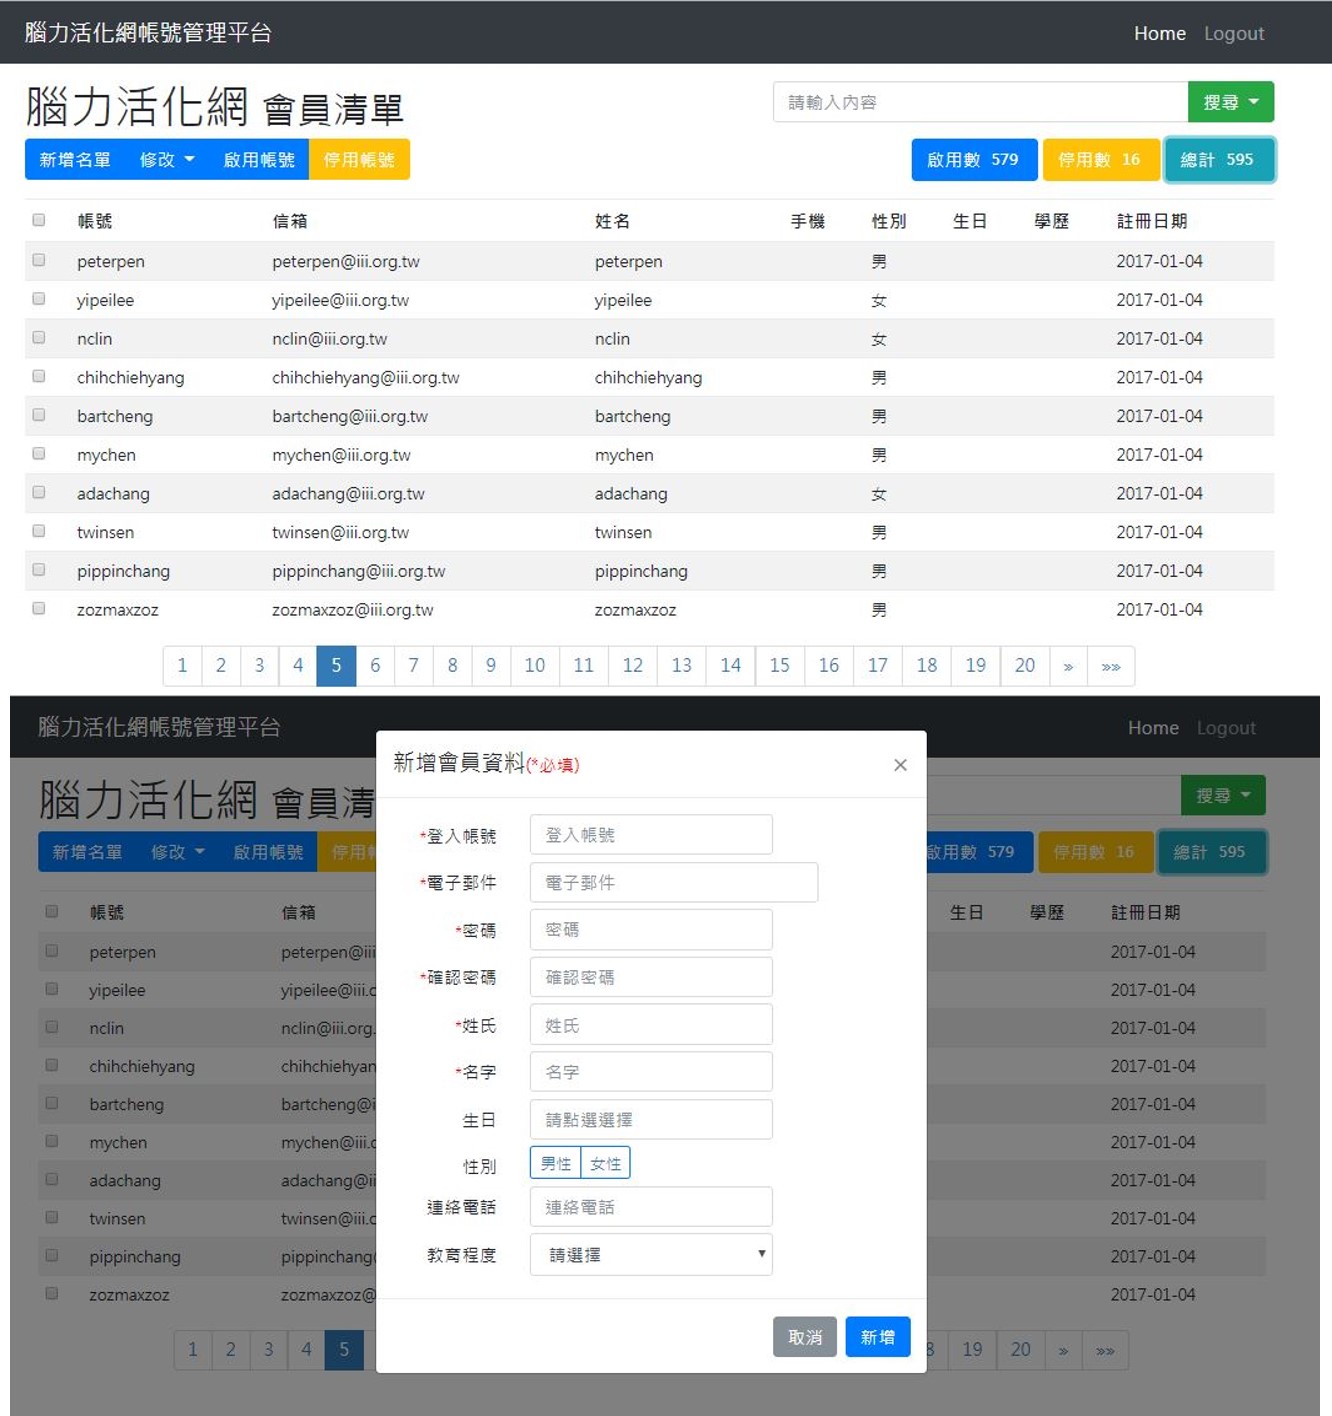 腦力活化網帳號管理平台 Home Logout
腦力活化網 會員清單 請輸入內容 搜尋
新增名單 修改 啟用帳號 停用帳號 啟用數 579 停用數 16 總計 595
帳號 信箱 姓名 手機 性別 生日 學歷 註冊日期
peterpen peterpen@iii.org.tw peterpen 男 2017-01-04
yipeilee yipeilee@iii.org.tw yipeilee 女 2017-01-04
nclin nclin@iii.org.tw nclin 女 2017-01-04
chihchiehyang chihchiehyang@iii.org.tw chihchiehyang 男 2017-01-04
bartcheng bartcheng@iii.org.tw bartcheng 男 2017-01-04
mychen mychen@iii.org.tw mychen 男 2017-01-04
adachang adachang@iii.org.tw adachang 女 2017-01-04
twinsen twinsen@iii.org.tw twinsen 男 2017-01-04
pippinchang pippinchang@iii.org.tw pippinchang 男 2017-01-04
zozmaxzoz zozmaxzoz@iii.org.tw zozmaxzoz 男 2017-01-04
1 2 3 4 5 6 7 8 9 10 11 12 13 14 15 16 17 18 19 20 » »»
腦力活化網帳號管理平台 Home Logout
腦力活化網 會員清 搜尋
新增名單 修改 啟用帳號 停用 啟用數 579 停用數 16 總計 595
帳號 信箱 生日 學歷 註冊日期
peterpen peterpen@iii 2017-01-04
yipeilee yipeilee@iii.o 2017-01-04
nclin nclin@iii.org. 2017-01-04
chihchiehyang chihchiehyan 2017-01-04
bartcheng bartcheng@i 2017-01-04
mychen mychen@iii.o 2017-01-04
adachang adachang@ii 2017-01-04
twinsen twinsen@iii.o 2017-01-04
pippinchang pippinchang 2017-01-04
zozmaxzoz zozmaxzoz@ 2017-01-04
1 2 3 4 5 8 19 20 » »»
新增會員資料(*必填) ×
*登入帳號 登入帳號
*電子郵件 電子郵件
*密碼 密碼
*確認密碼 確認密碼
*姓氏 姓氏
*名字 名字
生日 請點選選擇
性別 男性 女性
連絡電話 連絡電話
教育程度 請選擇
取消 新增